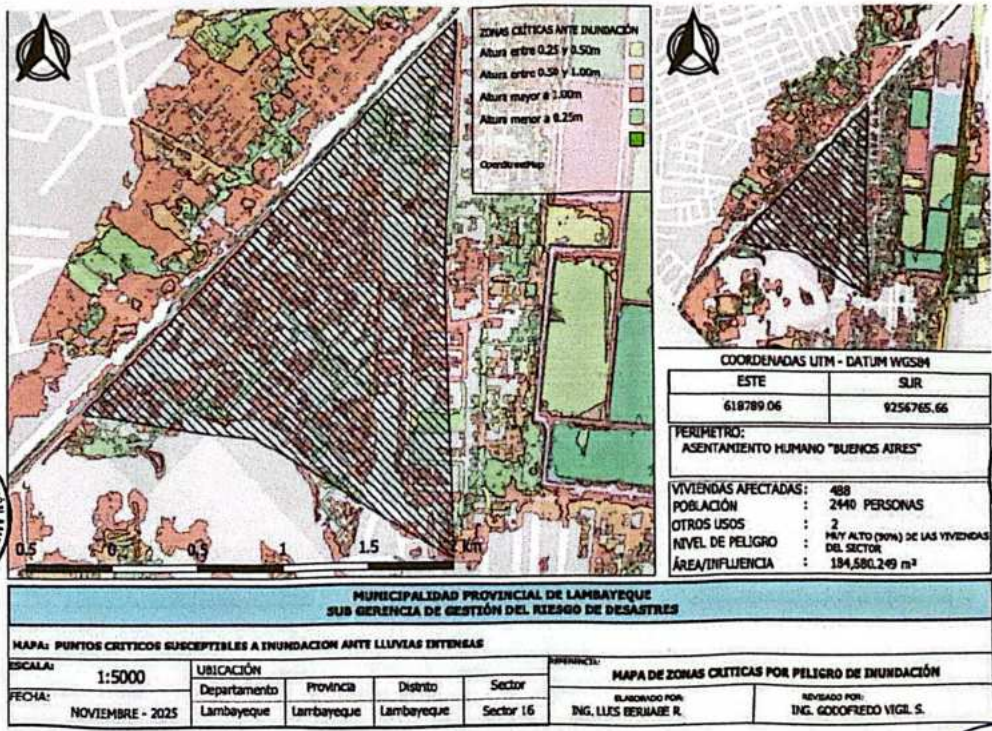 ZONAS CRÍTICAS ANTE INUNDACIÓN
Altura entre 0.25 y 0.50m
Altura entre 0.50 y 1.00m
Altura mayor a 1.00m
Altura menor a 0.25m
OpenStreetMap
0.5 0 0.5 1 1.5 2 km
COORDENADAS UTM - DATUM WGS84
ESTE SUR
618789.06 9256765.66
PERIMETRO:
ASENTAMIENTO HUMANO "BUENOS AIRES"
VIVIENDAS AFECTADAS: 488
POBLACIÓN : 2440 PERSONAS
OTROS USOS : 2
NIVEL DE PELIGRO : MUY ALTO (90%) DE LAS VIVIENDAS
DEL SECTOR
ÁREA/INFLUENCIA : 184,580.249 m²
MUNICIPALIDAD PROVINCIAL DE LAMBAYEQUE
SUB GERENCIA DE GESTIÓN DEL RIESGO DE DESASTRES
MAPA: PUNTOS CRITICOS SUSCEPTIBLES A INUNDACION ANTE LLUVIAS INTENSAS
ESCALA: 1:5000
FECHA: NOVIEMBRE - 2025
UBICACIÓN
Departamento Provincia Distrito Sector
Lambayeque Lambayeque Lambayeque Sector 16
REFERENCIA: MAPA DE ZONAS CRITICAS POR PELIGRO DE INUNDACIÓN
ELABORADO POR: REVISADO POR:
ING. LUIS BERNABE R. ING. GODOFREDO VIGIL S.